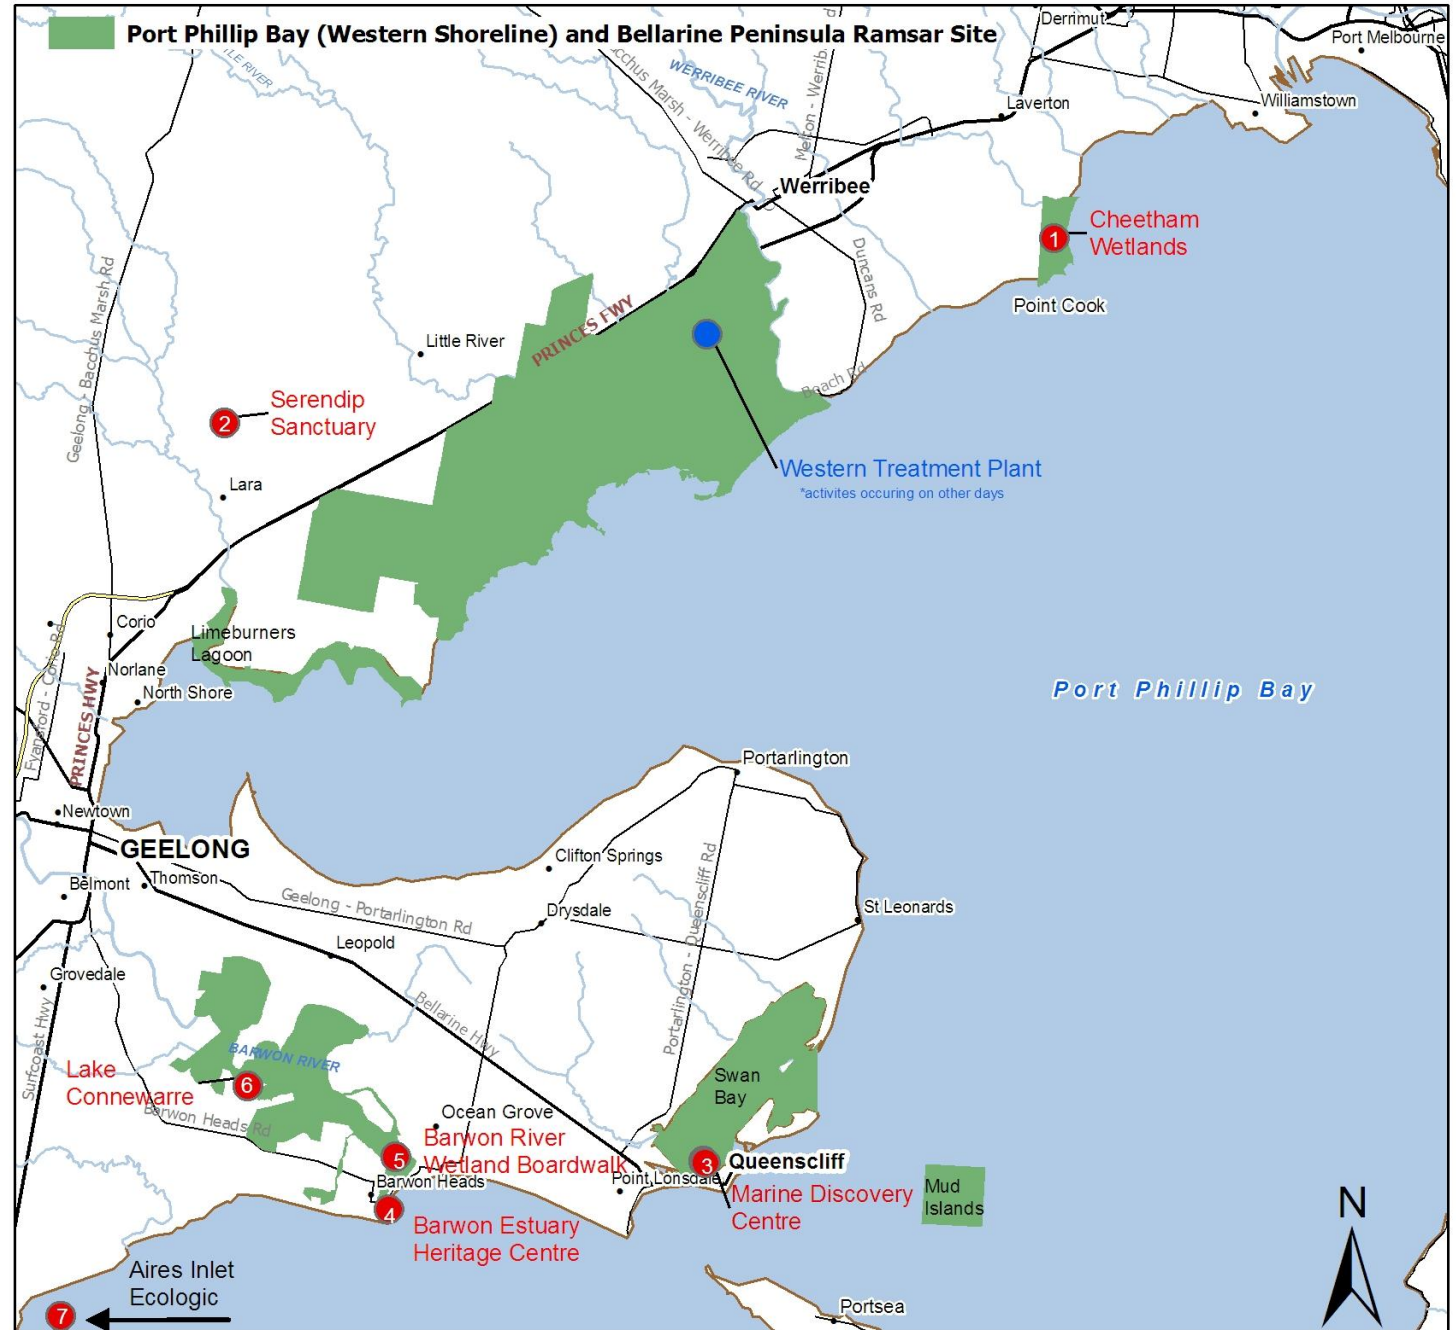 Port Phillip Bay (Western Shoreline) and Bellarine Peninsula Ramsar Site
Derrimut
Port Melbourne
WERRIBEE RIVER
Laverton
Williamstown
Werribee
1
Cheetham
Wetlands
Duncans Rd
Point Cook
Geelong - Bacchus Marsh Rd
PRINCES FWY
Little River
Beach Rd
2
Serendip
Sanctuary
Western Treatment Plant
*activites occuring on other days
Lara
Corio
Limeburners
Lagoon
Norlane
North Shore
PRINCES HWY
Port Phillip Bay
Portarlington
Newtown
GEELONG
Clifton Springs
Thomson
Belmont
Geelong - Portarlington Rd
Drysdale
Portarlington - Queenscliff Rd
St Leonards
Leopold
Grovedale
Surfcoast Hwy
Bellarine Hwy
BARWON RIVER
Lake
Connewarre
6
Swan
Bay
Barwon Heads Rd
Ocean Grove
5
Barwon River
Wetland Boardwalk
3
Queenscliff
Barwon Heads
Point Lonsdale
Marine Discovery
Centre
Mud
Islands
4
Barwon Estuary
Heritage Centre
N
Aires Inlet
Ecologic
7
Portsea